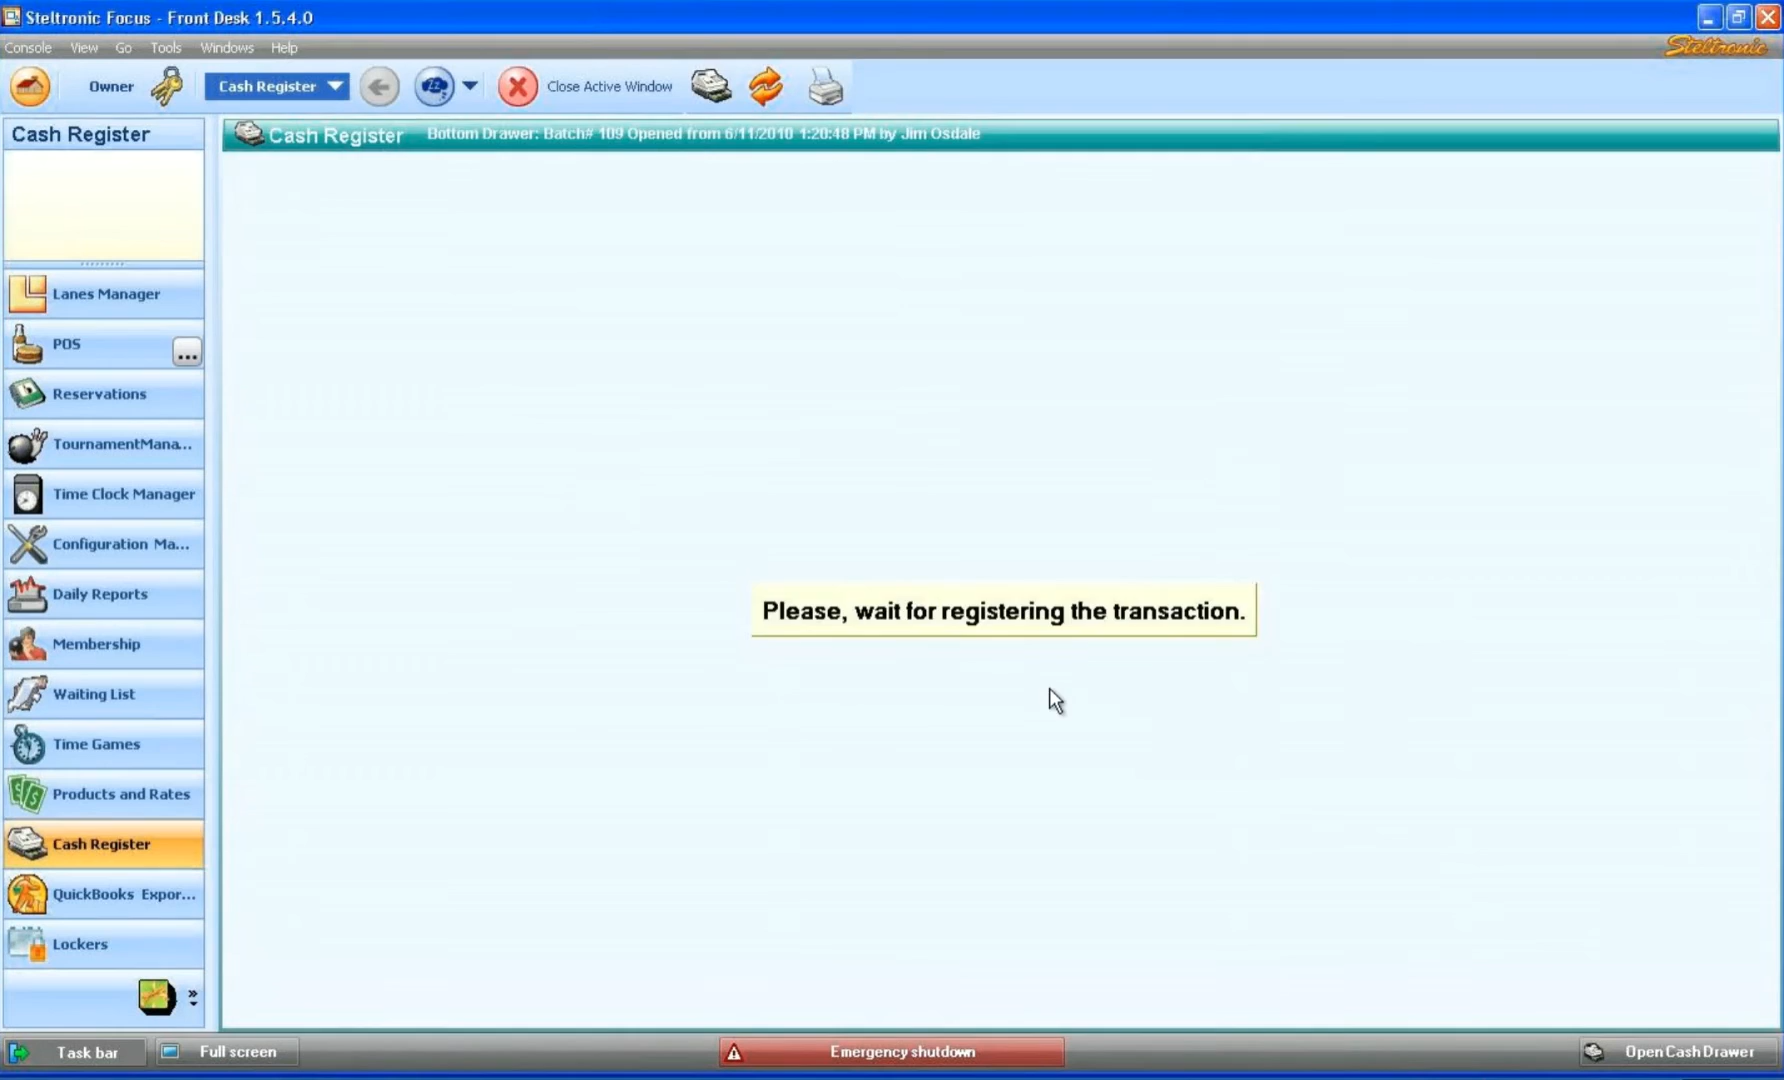 Steltronic Focus - Front Desk 1.5.4.0
Console View Go Tools Windows Help
Steltronic
Owner
Cash Register
Close Active Window
Cash Register
Cash Register Bottom Drawer: Batch# 109 Opened from 6/11/2010 1:20:48 PM by Jim Osdale
Lanes Manager
POS
...
Reservations
TournamentMana...
Time Clock Manager
Configuration Ma...
Daily Reports
Membership
Waiting List
Time Games
Products and Rates
Cash Register
QuickBooks Expor...
Lockers
Please, wait for registering the transaction.
Task bar
Full screen
Emergency shutdown
Open Cash Drawer